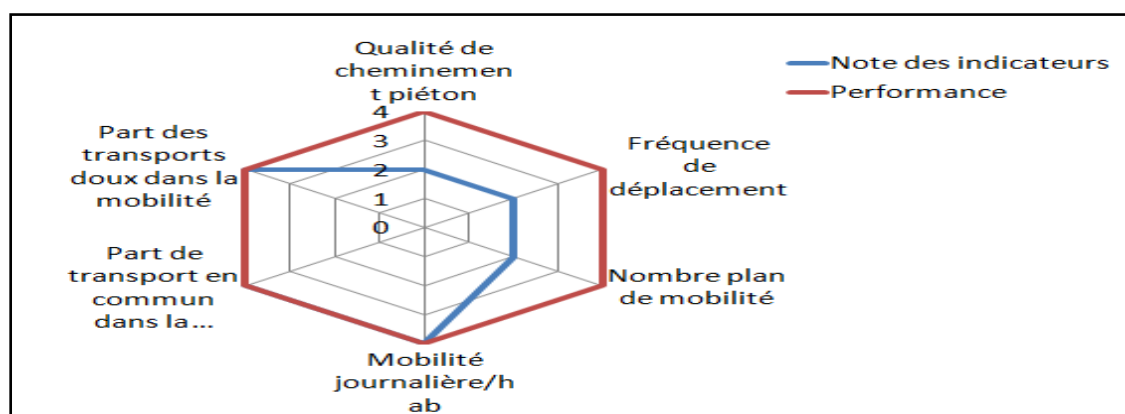 Qualité de
cheminemen
t piéton
Note des indicateurs
Performance
4
3
2
1
0
Part des
transports
doux dans la
mobilité
Fréquence
de
déplacement
Part de
transport en
commun
dans la...
Nombre plan
de mobilité
Mobilité
journalière/h
ab